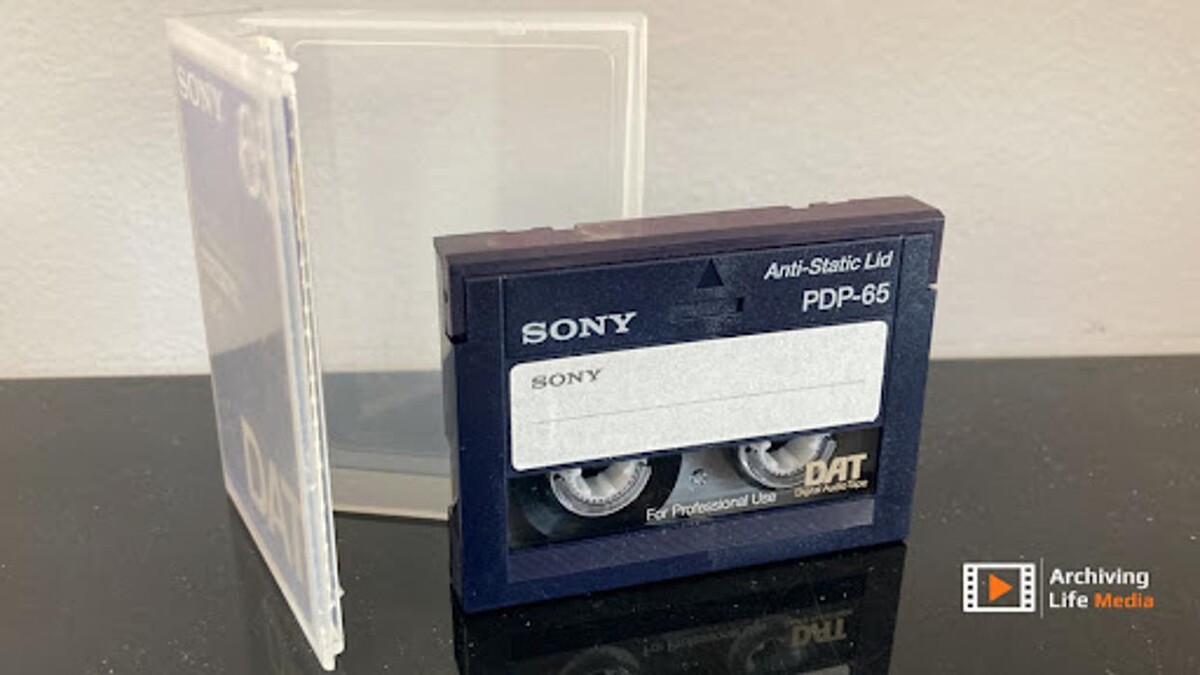 SONY
DAT
Anti-Static Lid
PDP-65
SONY
SONY
DAT
Digital Audio Tape
For Professional Use
DAT
Archiving
Life Media